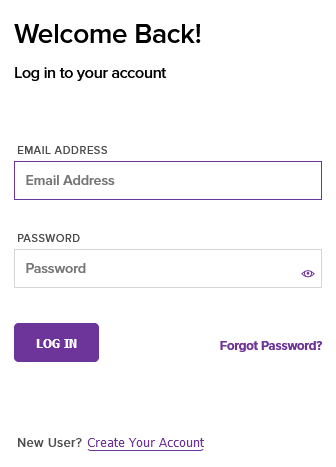 Welcome Back!
Log in to your account
EMAIL ADDRESS
Email Address
PASSWORD
Password
LOG IN
Forgot Password?
New User? Create Your Account